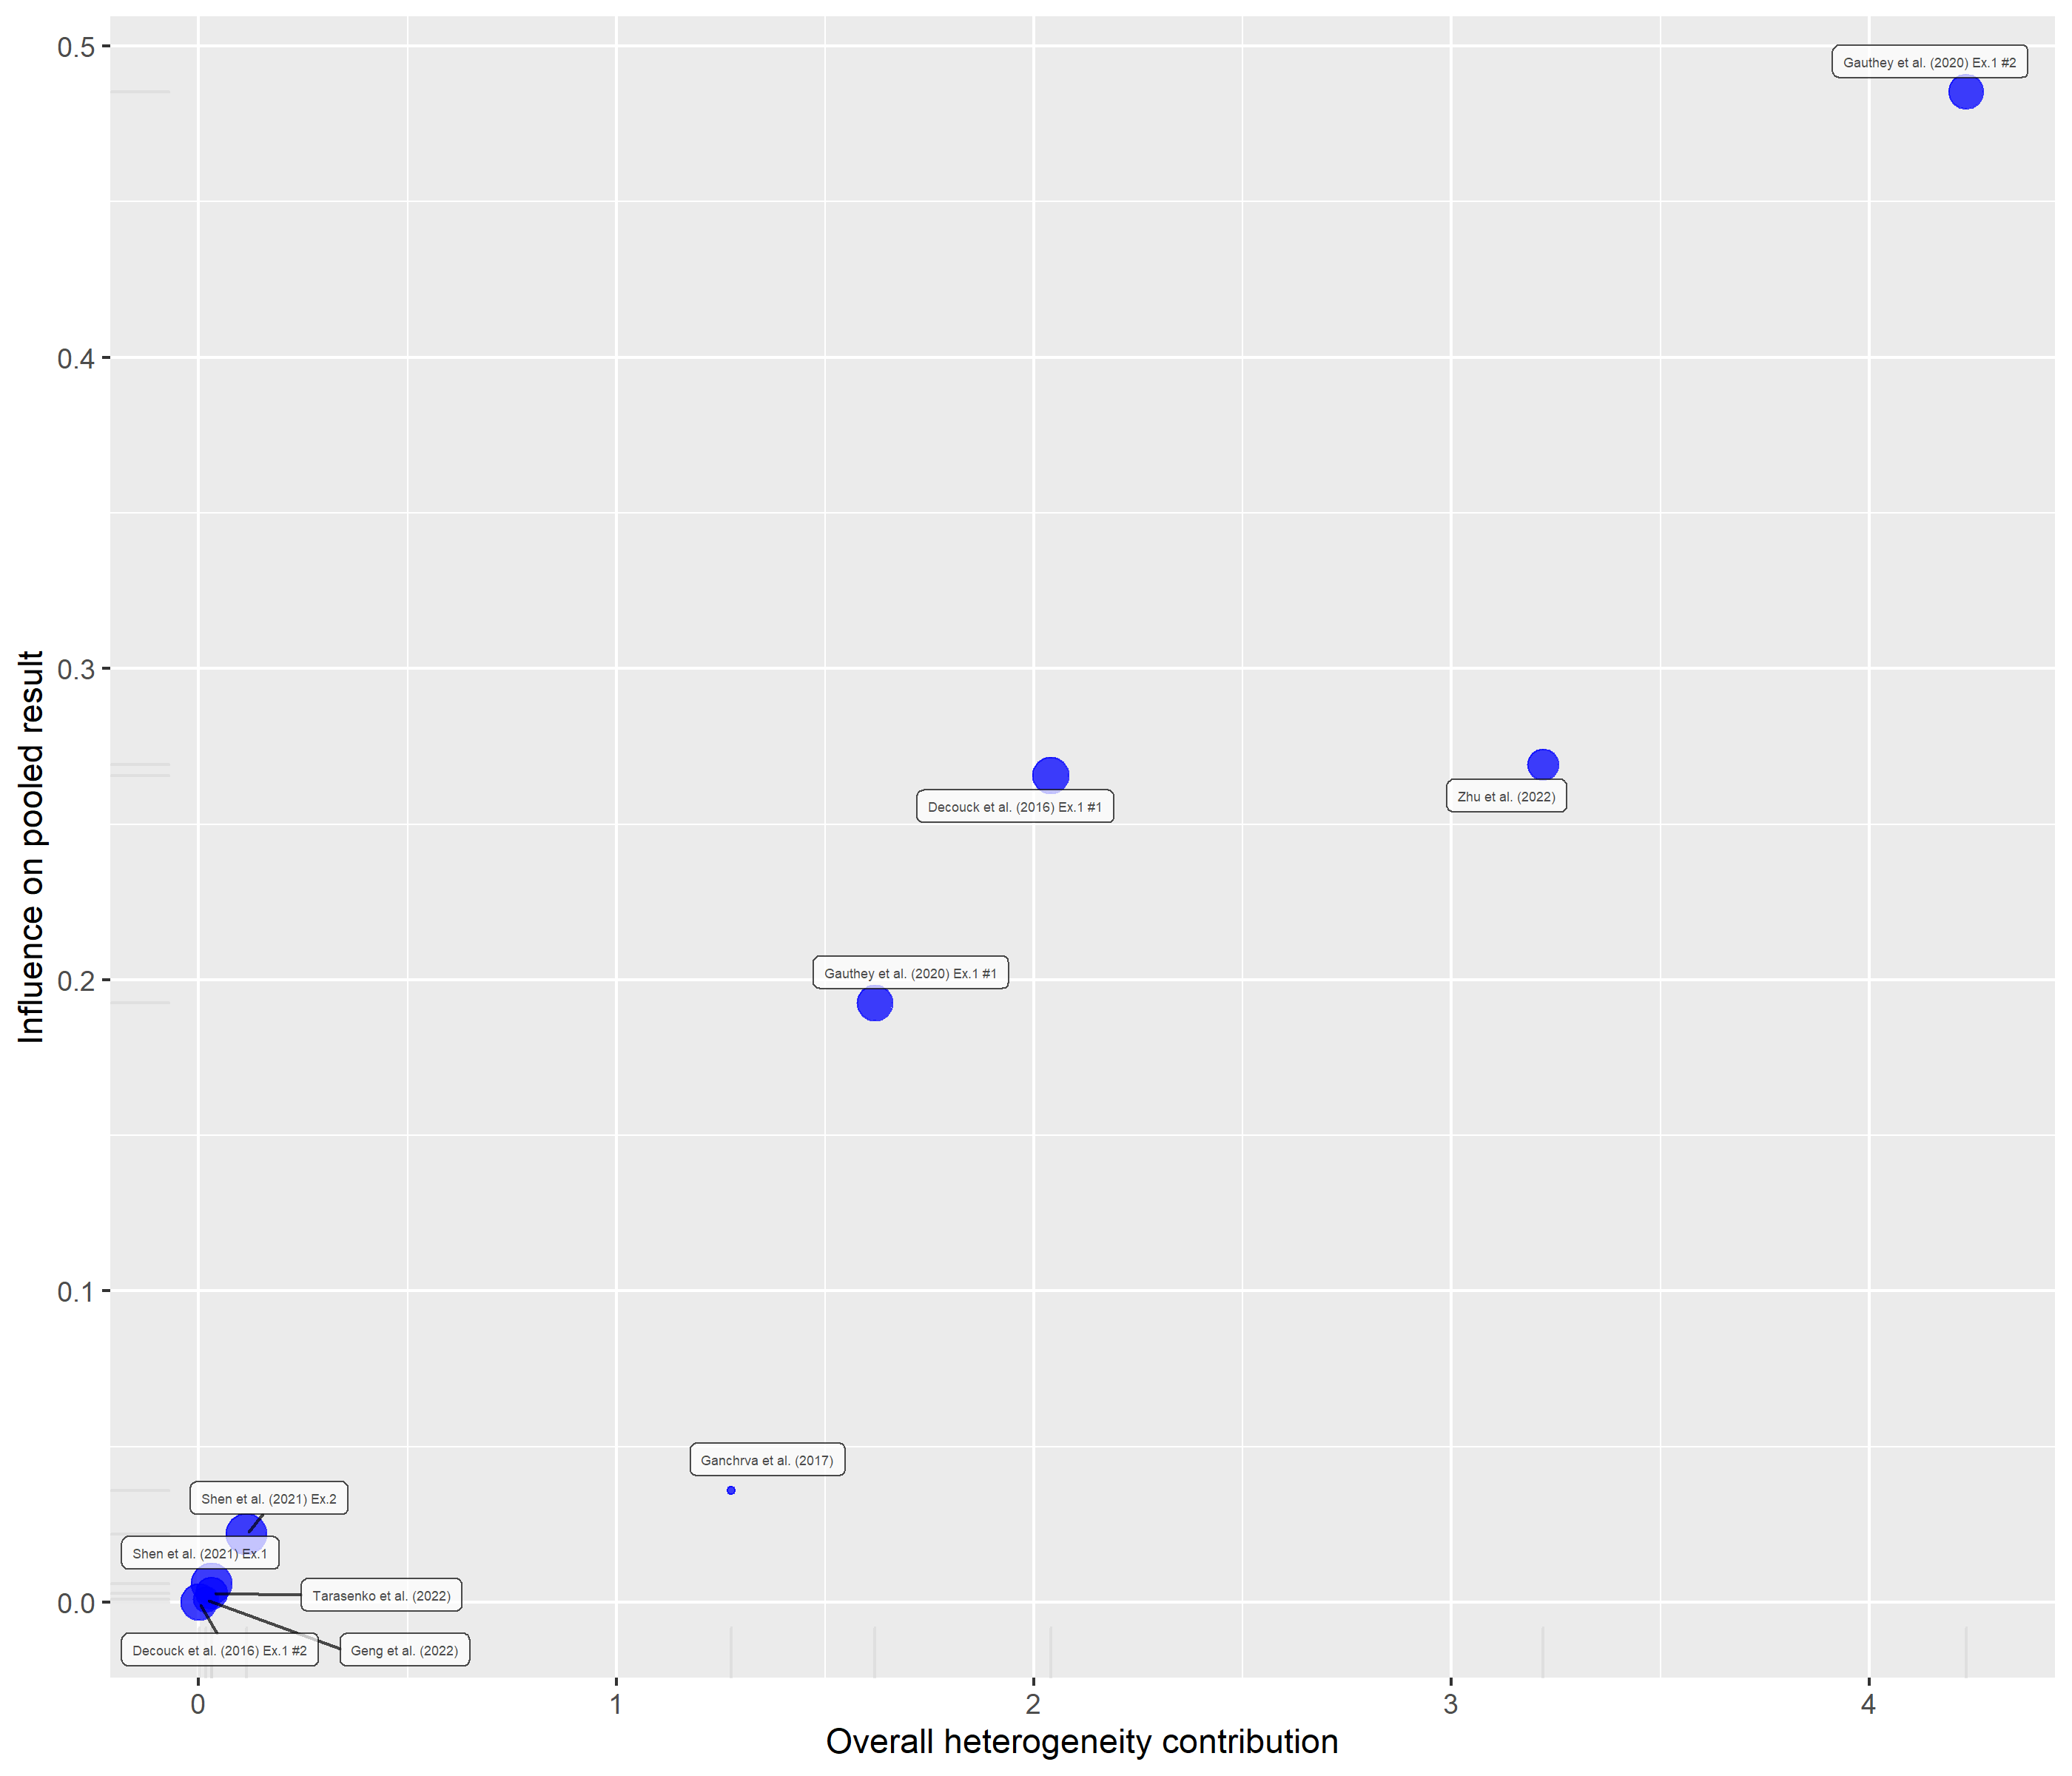 0.5
0.4
0.3
0.2
0.1
0.0
Influence on pooled result
Gauthey et al. (2020) Ex.1 #2
Decouck et al. (2016) Ex.1 #1
Zhu et al. (2022)
Gauthey et al. (2020) Ex.1 #1
Ganchrva et al. (2017)
Shen et al. (2021) Ex.2
Shen et al. (2021) Ex.1
Tarasenko et al. (2022)
Decouck et al. (2016) Ex.1 #2
Geng et al. (2022)
0 1 2 3 4
Overall heterogeneity contribution